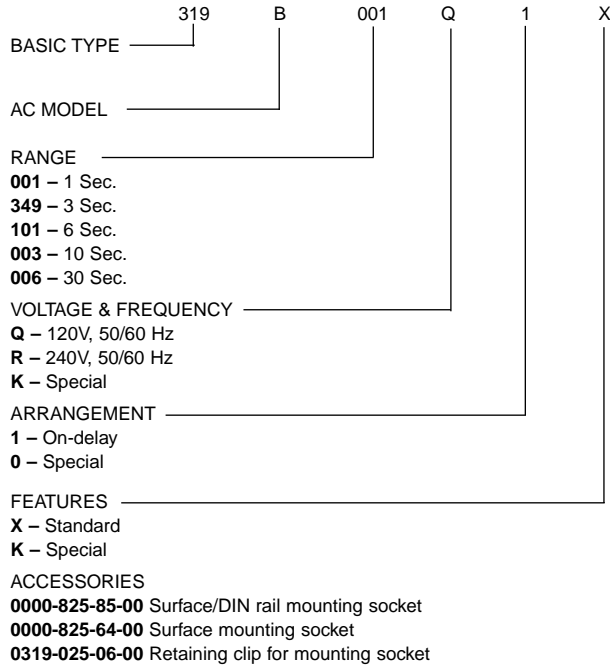 319 B 001 Q 1 X
BASIC TYPE
AC MODEL
RANGE
001 – 1 Sec.
349 – 3 Sec.
101 – 6 Sec.
003 – 10 Sec.
006 – 30 Sec.
VOLTAGE & FREQUENCY
Q – 120V, 50/60 Hz
R – 240V, 50/60 Hz
K – Special
ARRANGEMENT
1 – On-delay
0 – Special
FEATURES
X – Standard
K – Special
ACCESSORIES
0000-825-85-00 Surface/DIN rail mounting socket
0000-825-64-00 Surface mounting socket
0319-025-06-00 Retaining clip for mounting socket